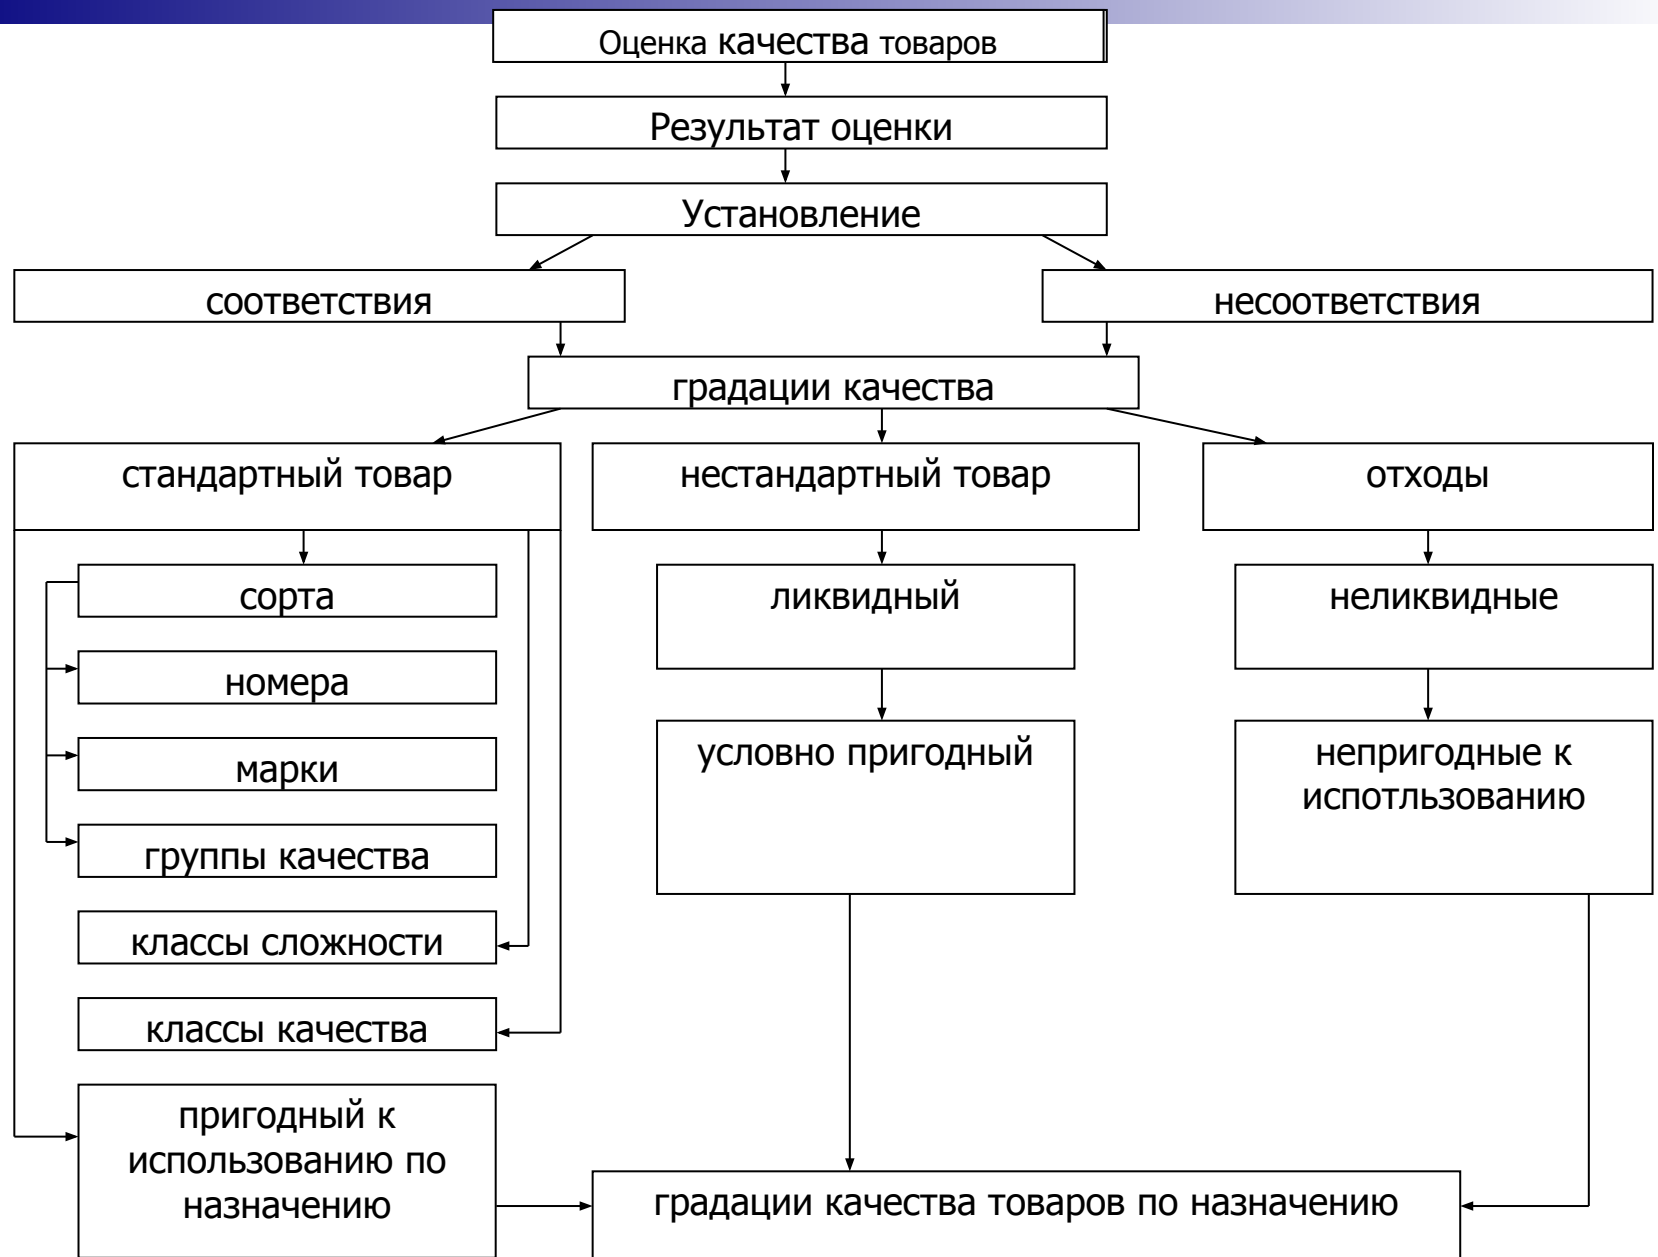 Оценка качества товаров
Результат оценки
Установление
соответствия
несоответствия
градации качества
стандартный товар
нестандартный товар
отходы
сорта
ликвидный
неликвидные
номера
марки
условно пригодный
непригодные к
испотльзованию
группы качества
классы сложности
классы качества
пригодный к
использованию по
назначению
градации качества товаров по назначению